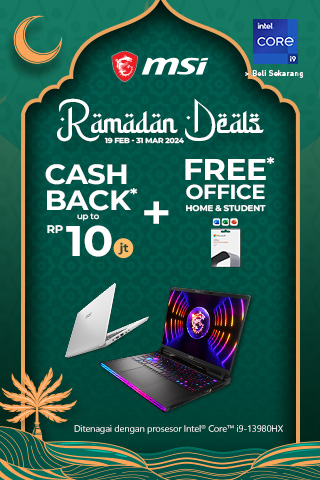 msi
intel
CORE
i9
> Beli Sekarang
Ramadan Deals
19 FEB - 31 MAR 2024
CASH
BACK*
up to
RP 10 jt
+
FREE*
OFFICE
HOME & STUDENT
Ditenagai dengan prosesor Intel® Core™ i9-13980HX